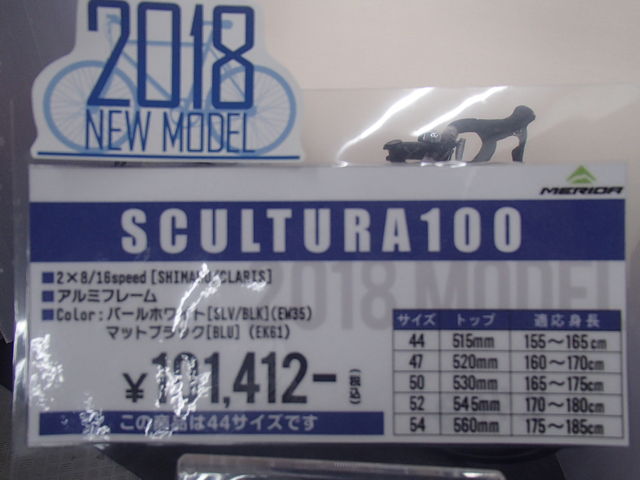 2018
NEW MODEL
MERIDA
SCULTURA100
■2×8/16speed[SHIMANO/CLARIS]
■アルミフレーム
■Color:パールホワイト[SLV/BLK](EW35)
マットブラック[BLU](EK61)
¥101,412-(税込)
この商品は44サイズです
サイズ トップ 適応身長
44 515mm 155〜165cm
47 520mm 160〜170cm
50 530mm 165〜175cm
52 545mm 170〜180cm
54 560mm 175〜185cm
2018 MODEL